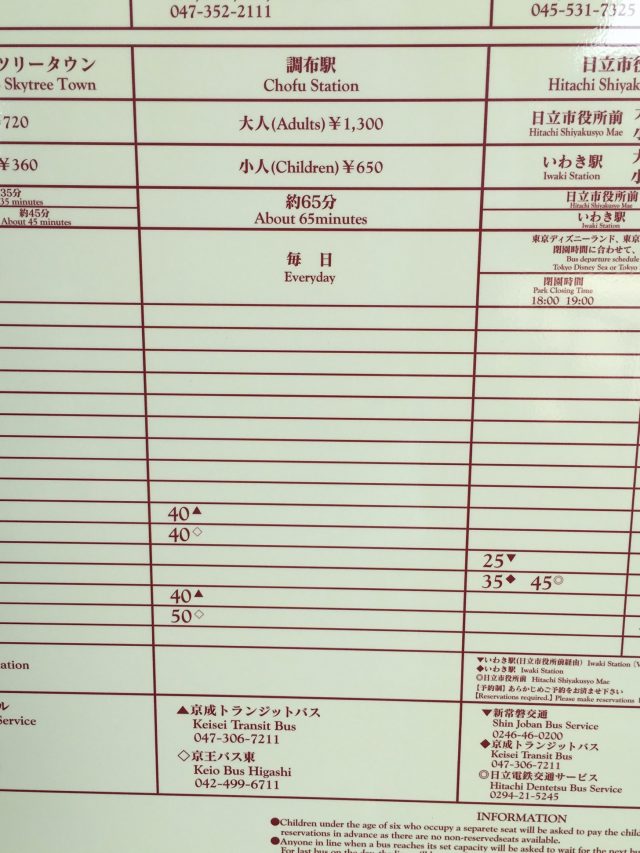 047-352-2111
045-531-7325
ツリータウン
Skytree Town
調布駅
Chofu Station
日立市役
Hitachi Shiyak
¥720
大人(Adults)¥1,300
日立市役所前
Hitachi Shiyakusyo Mae
¥360
小人(Children)¥650
いわき駅
Iwaki Station
35分
35 minutes
約45分
About 45 minutes
約65分
About 65minutes
日立市役所前
Hitachi Shiyakusyo Mae
いわき駅
Iwaki Station
毎 日
Everyday
東京ディズニーランド、東京
閉園時間に合わせて、
Bus departure schedule
Tokyo Disney Sea or Tokyo
閉園時間
Park Closing Time
18:00 19:00
40▲
40◇
25▼
35◆ 45◎
40▲
50◇
ation
▼いわき駅(日立市役所前経由) Iwaki Station (V
◆いわき駅 Iwaki Station
◎日立市役所前 Hitachi Shiyakusyo Mae
【予約制】あらかじめご予約をお済ませ下さい
【Reservations required.】Please make reservations
ル
Service
▲京成トランジットバス
Keisei Transit Bus
047-306-7211
◇京王バス東
Keio Bus Higashi
042-499-6711
▼新常磐交通
Shin Joban Bus Service
0246-46-0200
◆京成トランジットバス
Keisei Transit Bus
047-306-7211
◎日立電鉄交通サービス
Hitachi Dentetsu Bus Service
0294-21-5245
INFORMATION
●Children under the age of six who occupy a separete seat will be asked to pay the child
reservations in advance as there are no non-reservedseats available.
●Anyone in line when a bus reaches its set capacity will be asked to wait for the next bu
For last bus on the day, the